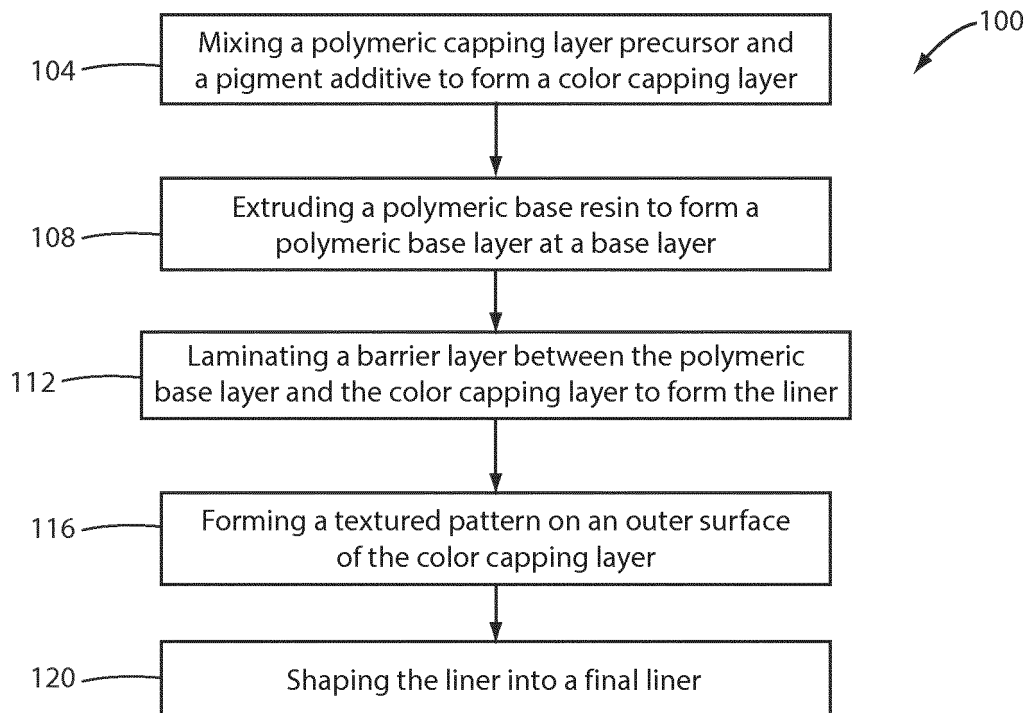 100
104
Mixing a polymeric capping layer precursor and
a pigment additive to form a color capping layer
108
Extruding a polymeric base resin to form a
polymeric base layer at a base layer
112
Laminating a barrier layer between the polymeric
base layer and the color capping layer to form the liner
116
Forming a textured pattern on an outer surface
of the color capping layer
120
Shaping the liner into a final liner